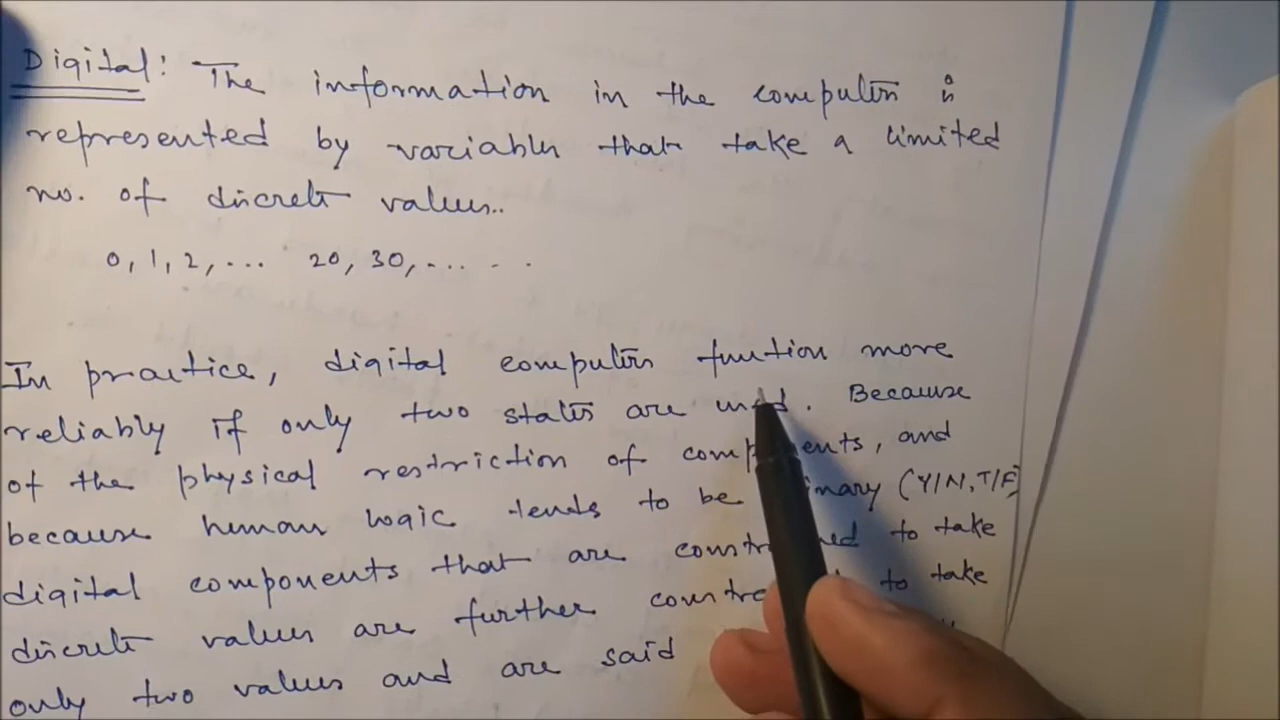 Digital: The information in the computer is
represented by variables that take a limited
no. of discrete values..
0, 1, 2, ... 20, 30, ... . .
In practice, digital computers function more
reliably if only two states are used. Because
of the physical restriction of components, and
because human logic tends to be binary (Y/N, T/F)
digital components that are constrained to take
discrete values are further constrained to take
only two values and are said